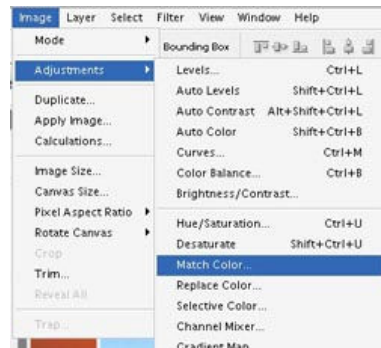 Image Layer Select Filter View Window Help
Mode
Bounding Box
Adjustments
Duplicate...
Apply Image...
Calculations...
Image Size...
Canvas Size...
Pixel Aspect Ratio
Rotate Canvas
Crop
Trim...
Reveal All
Trap...
Levels... Ctrl+L
Auto Levels Shift+Ctrl+L
Auto Contrast Alt+Shift+Ctrl+L
Auto Color Shift+Ctrl+B
Curves... Ctrl+M
Color Balance... Ctrl+B
Brightness/Contrast...
Hue/Saturation... Ctrl+U
Desaturate Shift+Ctrl+U
Match Color...
Replace Color...
Selective Color...
Channel Mixer...
Gradient Map...